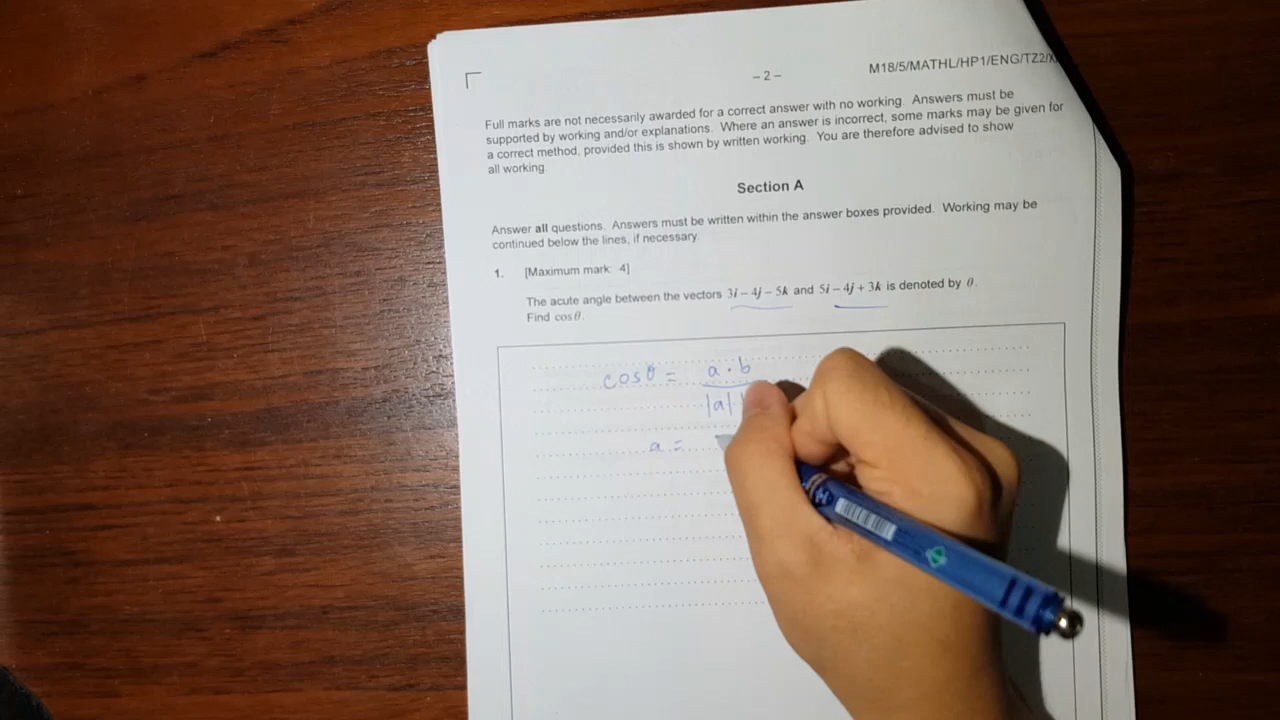 – 2 –
M18/5/MATHL/HP1/ENG/TZ2/X
Full marks are not necessarily awarded for a correct answer with no working. Answers must be
supported by working and/or explanations. Where an answer is incorrect, some marks may be given for
a correct method, provided this is shown by written working. You are therefore advised to show
all working.
Section A
Answer all questions. Answers must be written within the answer boxes provided. Working may be
continued below the lines, if necessary.
1. [Maximum mark: 4]
The acute angle between the vectors 3i – 4j – 5k and 5i – 4j + 3k is denoted by θ.
Find cos θ.
cosθ = a · b
|a| |
a =